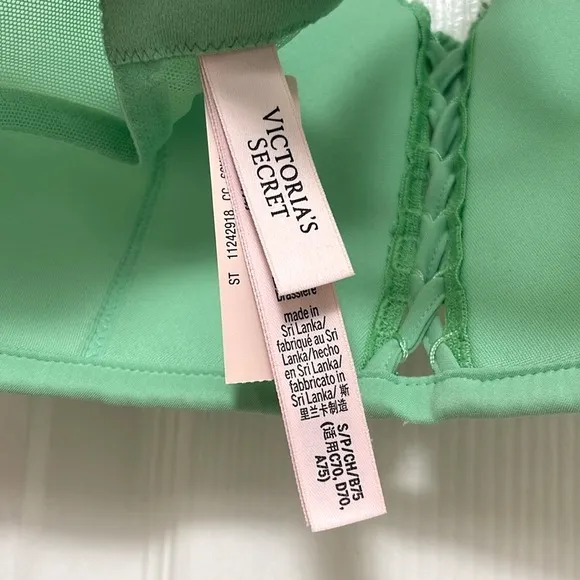 VICTORIA'S
SECRET
ST 11242918 CC
brassiere
made in
Sri Lanka/
fabriqué au Sri
Lanka/hecho
en Sri Lanka/
fabbricato in
Sri Lanka/斯
里兰卡制造
S/P/CH/B75
(适用C70, D70,
A75)